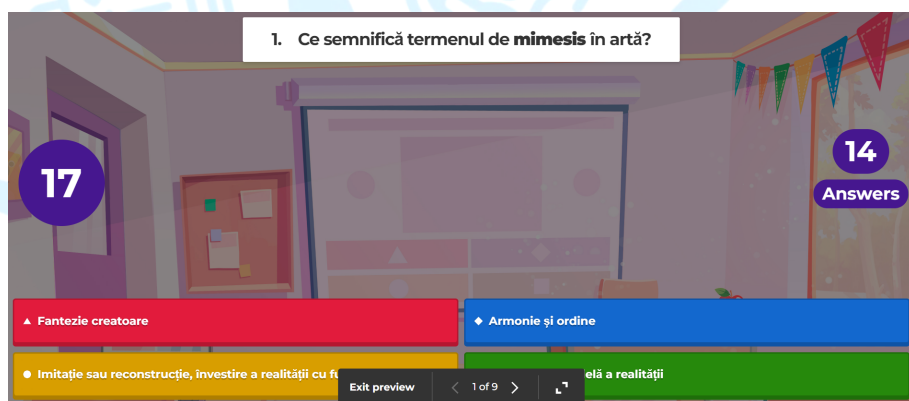 1. Ce semnifică termenul de mimesis în artă?
17
14
Answers
Fantezie creatoare
Armonie și ordine
Imitație sau reconstrucție, învestire a realității cu
a realității
Exit preview
1 of 9